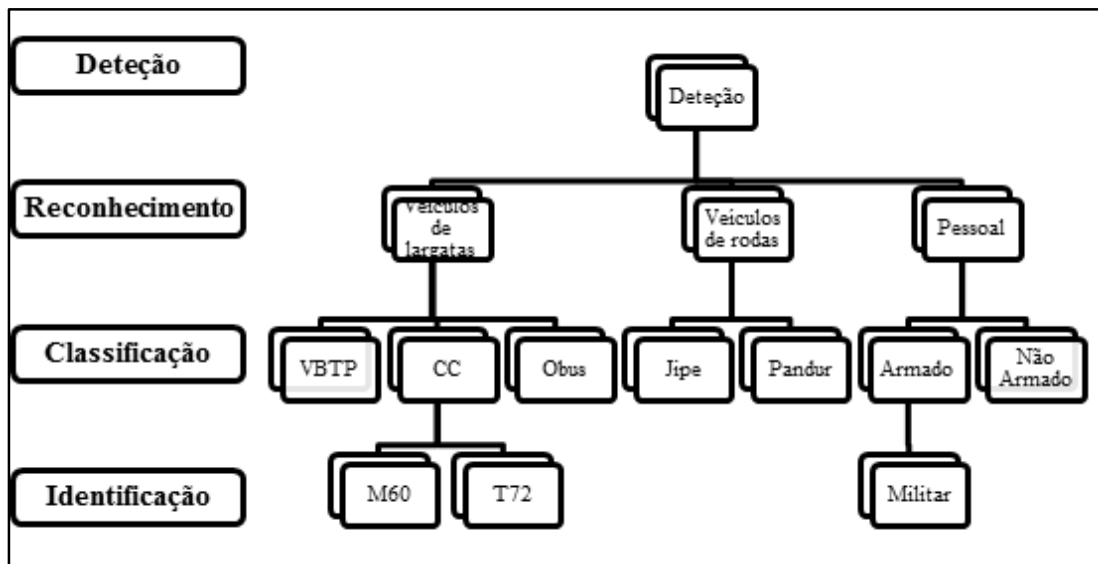 Deteção
Deteção
Reconhecimento
Veículos
de
largatas
Veículos
de rodas
Pessoal
Classificação
VBTP
CC
Obus
Jipe
Pandur
Armado
Não
Armado
Identificação
M60
T72
Militar